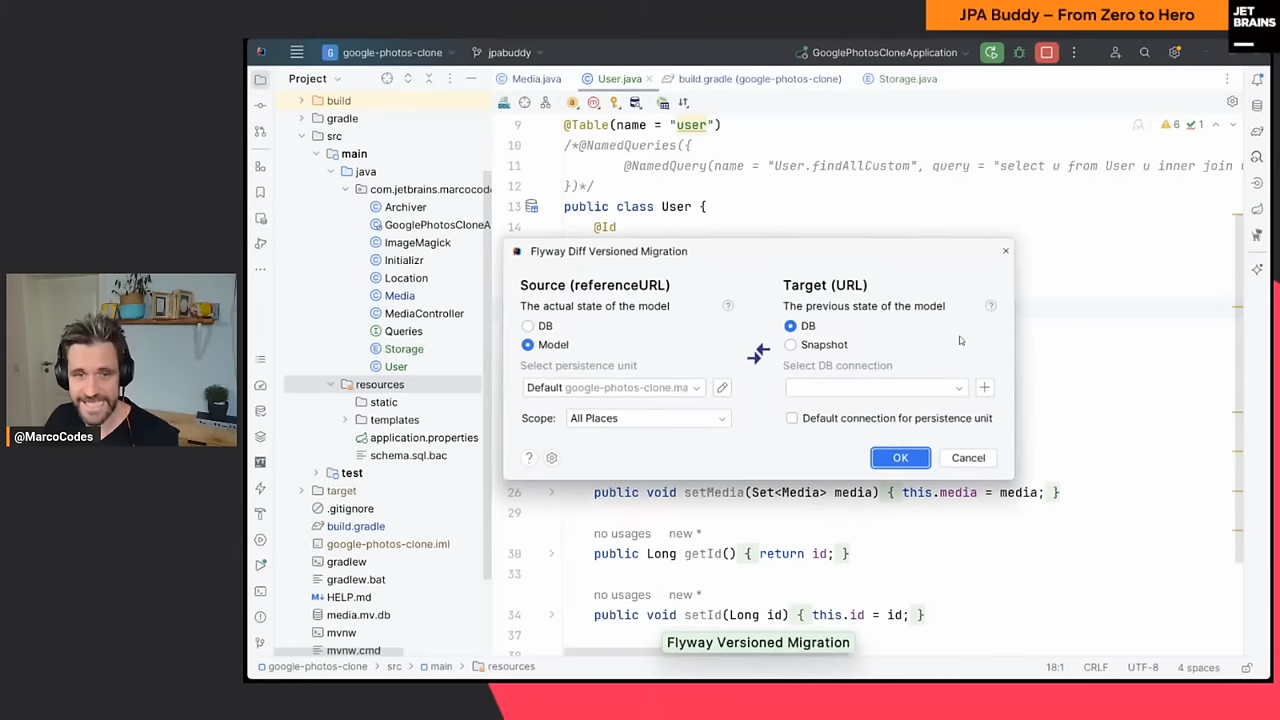 JPA Buddy – From Zero to Hero
JET
BRAINS
google-photos-clone
jpabuddy
GooglePhotosCloneApplication
Project
Media.java
User.java
build.gradle (google-photos-clone)
Storage.java
build
gradle
src
main
java
com.jetbrains.marcocode
Archiver
GooglePhotosCloneA
ImageMagick
Initializr
Location
Media
MediaController
Queries
Storage
User
resources
static
templates
application.properties
schema.sql.bac
test
target
.gitignore
build.gradle
google-photos-clone.iml
gradlew
gradlew.bat
HELP.md
media.mv.db
mvnw
mvnw.cmd
6
1
9 @Table(name = "user")
10 /*@NamedQueries({
11 @NamedQuery(name = "User.findAllCustom", query = "select u from User u inner join
12 })*/
13 public class User {
14 @Id
Flyway Diff Versioned Migration
Source (referenceURL)
The actual state of the model
DB
Model
Select persistence unit
Default google-photos-clone.ma
Scope: All Places
Target (URL)
The previous state of the model
DB
Snapshot
Select DB connection
Default connection for persistence unit
OK
Cancel
26 public void setMedia(Set<Media> media) { this.media = media; }
29
no usages new *
30 public Long getId() { return id; }
33
no usages new *
34 public void setId(Long id) { this.id = id; }
37
Flyway Versioned Migration
google-photos-clone > src > main > resources
18:1 CRLF UTF-8 4 spaces
@MarcoCodes